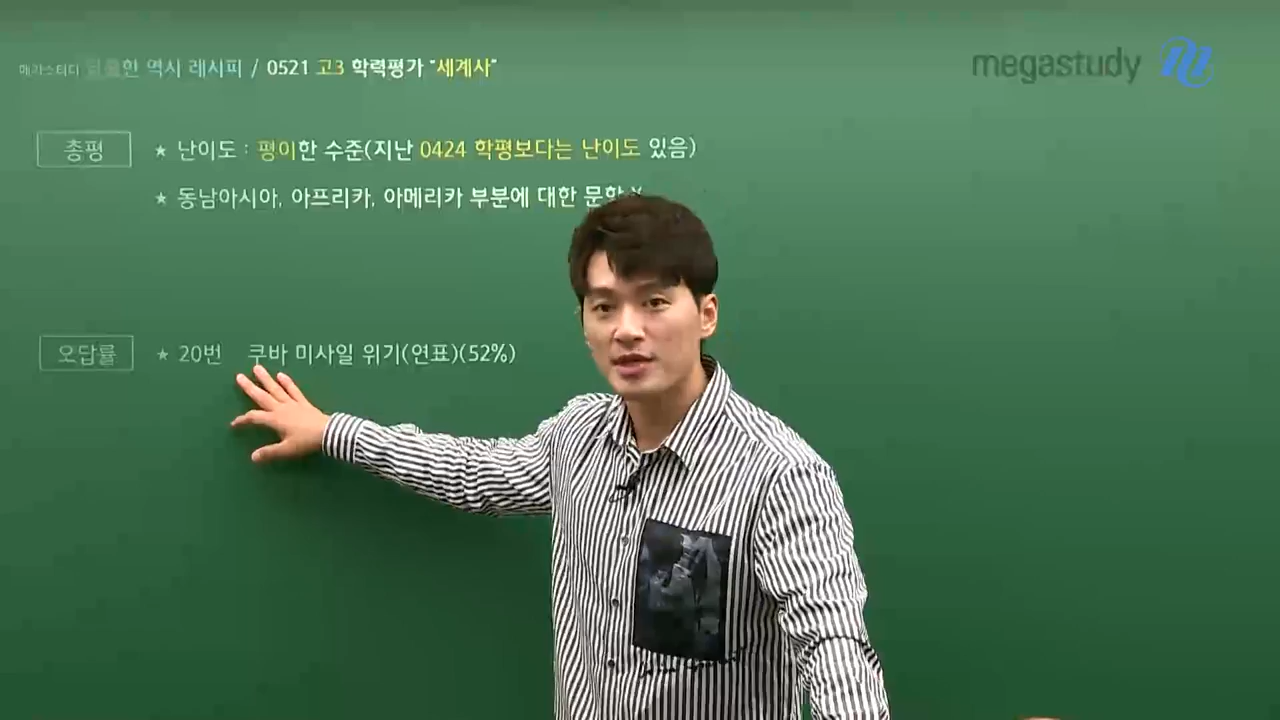 메가스터디 한 역시 레시피 / 0521 고3 학력평가 "세계사"
megastudy
총평
★ 난이도 : 평이한 수준(지난 0424 학평보다는 난이도 있음)
★ 동남아시아, 아프리카, 아메리카 부분에 대한 문항 X
오답률
★ 20번 쿠바 미사일 위기(연표)(52%)